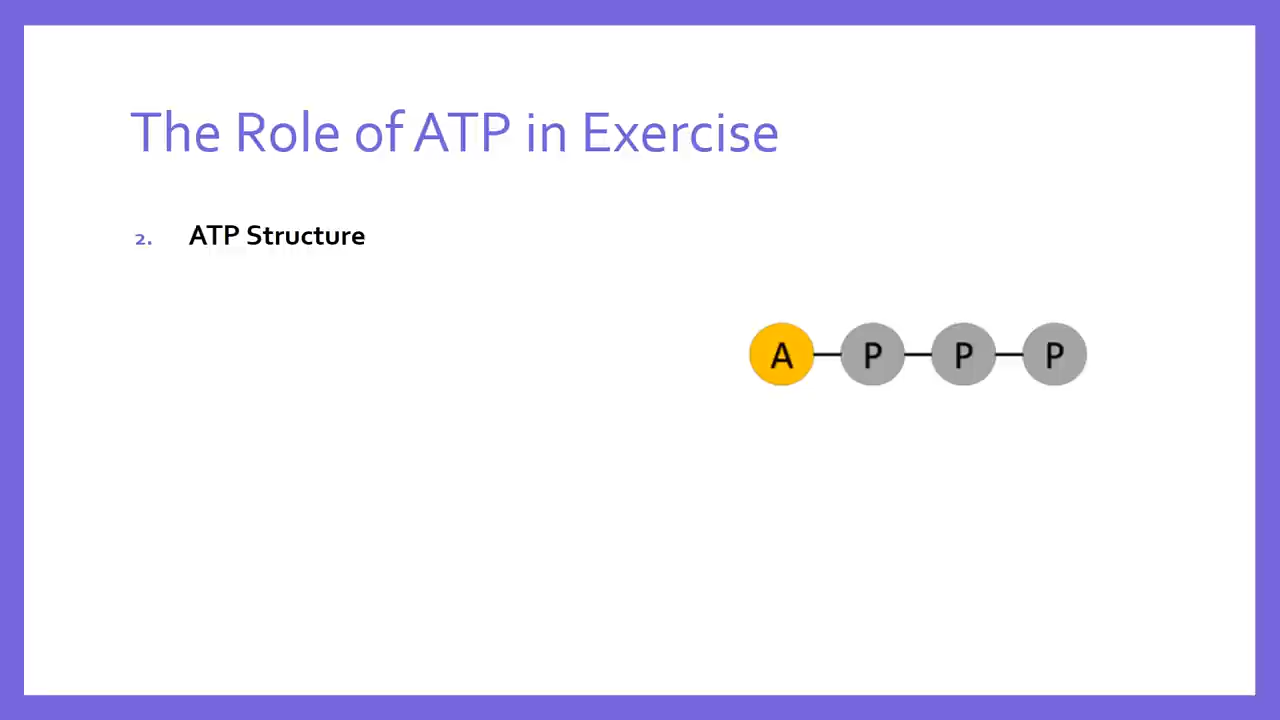 The Role of ATP in Exercise
2. ATP Structure
A P P P